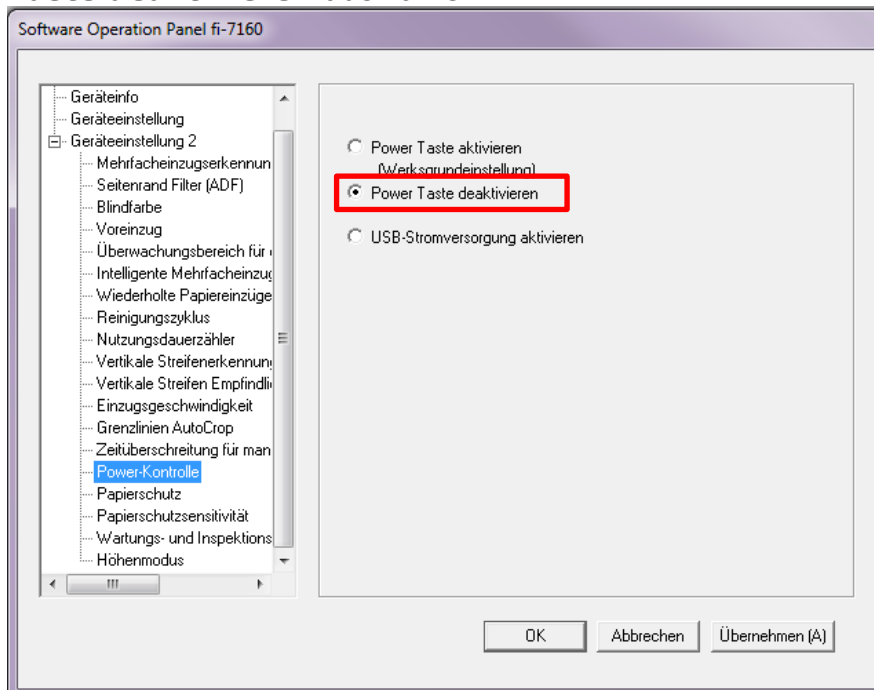 Software Operation Panel fi-7160
Geräteinfo
Geräteeinstellung
Geräteeinstellung 2
Mehrfacheinzugserkennun
Seitenrand Filter (ADF)
Blindfarbe
Voreinzug
Überwachungsbereich für
Intelligente Mehrfacheinzug
Wiederholte Papiereinzüge
Reinigungszyklus
Nutzungsdauerzähler
Vertikale Streifenerkennung
Vertikale Streifen Empfindli
Einzugsgeschwindigkeit
Grenzlinien AutoCrop
Zeitüberschreitung für man
Power-Kontrolle
Papierschutz
Papierschutzsensitivität
Wartungs- und Inspektions
Höhenmodus
Power Taste aktivieren
(Werksgrundeinstellung)
Power Taste deaktivieren
USB-Stromversorgung aktivieren
OK Abbrechen Übernehmen (A)